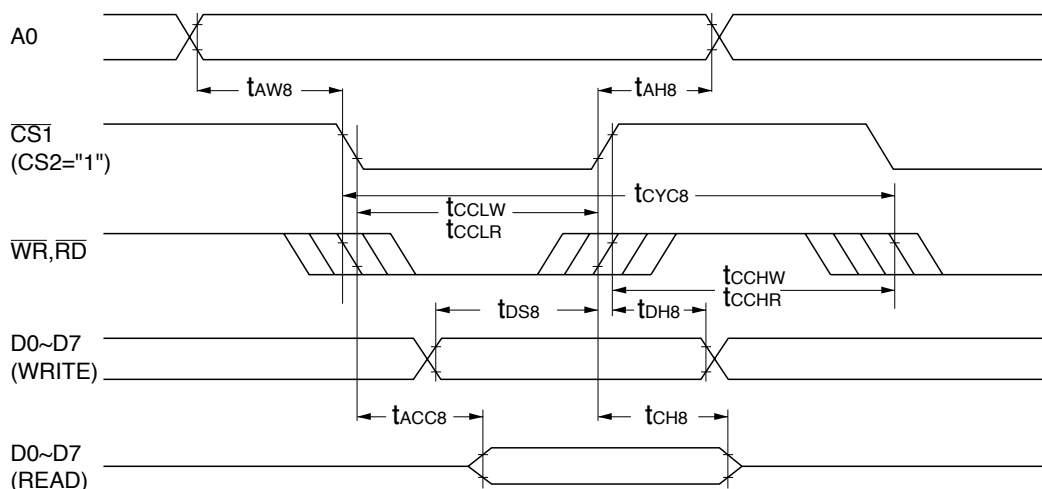 A0
tAW8
tAH8
CS1
(CS2="1")
tCYC8
tCCLW
tCCLR
WR,RD
tCCHW
tCCHR
tDS8
tDH8
D0~D7
(WRITE)
tACC8
tCH8
D0~D7
(READ)